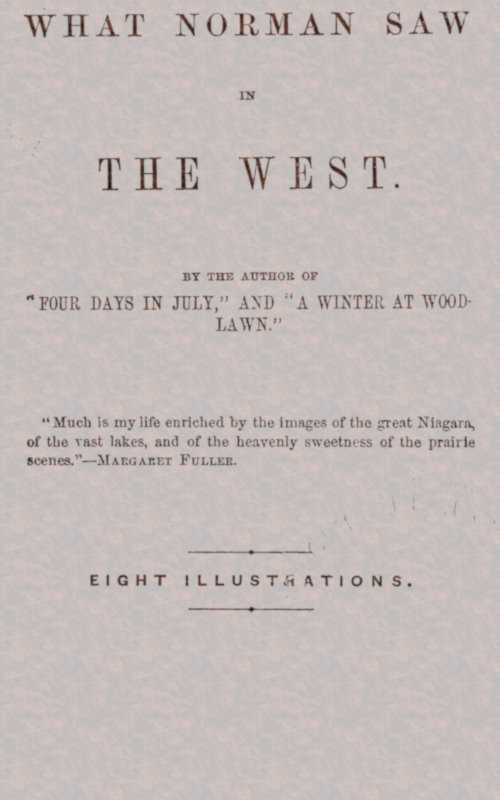 WHAT NORMAN SAW
IN
THE WEST.
BY THE AUTHOR OF
"FOUR DAYS IN JULY," AND "A WINTER AT WOOD-
LAWN."
"Much is my life enriched by the images of the great Niagara,
of the vast lakes, and of the heavenly sweetness of the prairie
scenes."—MARGARET FULLER.
EIGHT ILLUSTRATIONS.